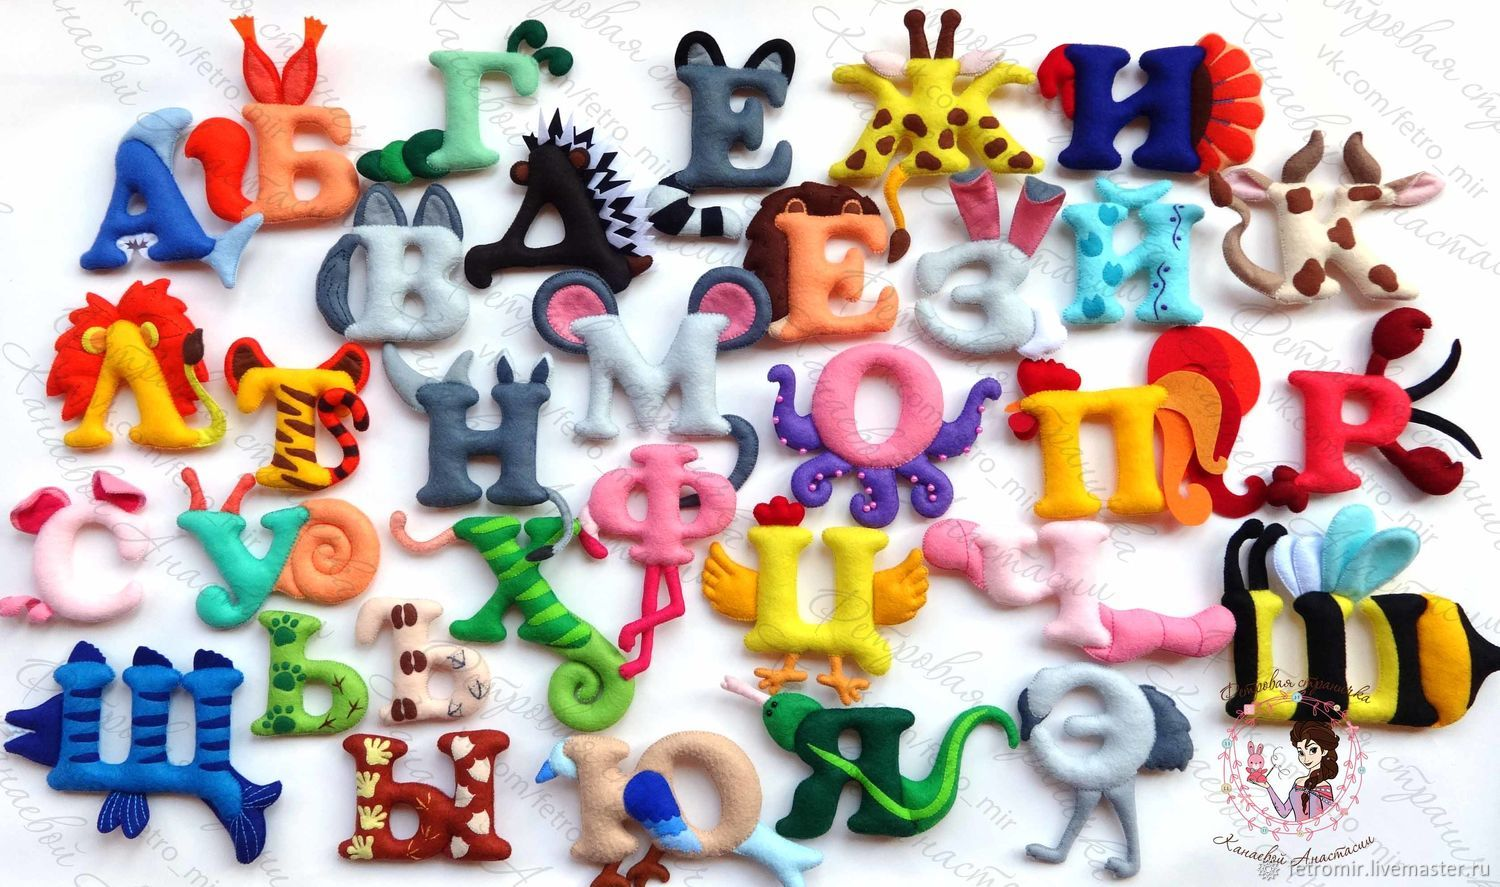 А Б Г Е Ж И
В Д Е З Й К
Л Т Н М О П Р
С У Х Ф Ц Ч Ш
Щ Ь Ъ
Ы Ю Я Э
Фетровая страничка
Канаевой Анастасии
fetromir.livemaster.ru
vk.com/fetro_mir